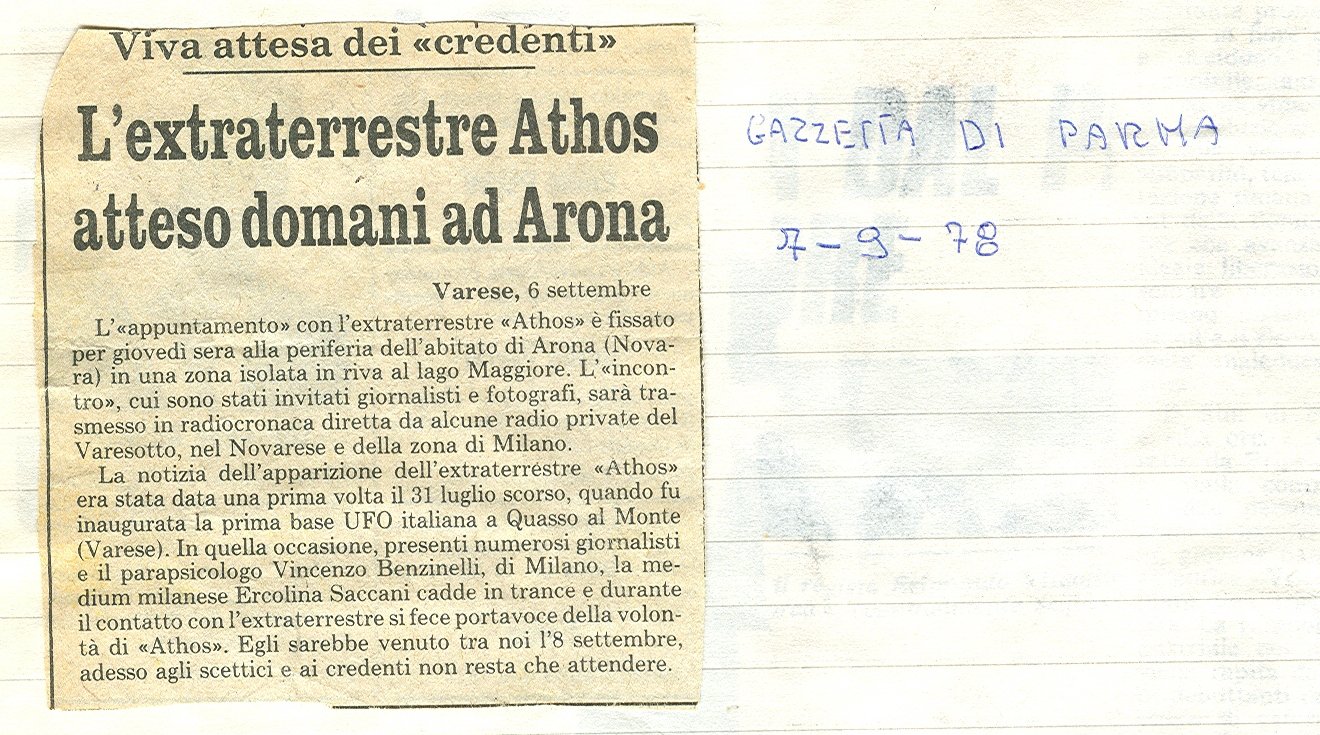 Viva attesa dei «credenti»
L'extraterrestre Athos
atteso domani ad Arona
Varese, 6 settembre
L'«appuntamento» con l'extraterrestre «Athos» è fissato
per giovedì sera alla periferia dell'abitato di Arona (Nova-
ra) in una zona isolata in riva al lago Maggiore. L'«incon-
tro», cui sono stati invitati giornalisti e fotografi, sarà tra-
smesso in radiocronaca diretta da alcune radio private del
Varesotto, nel Novarese e della zona di Milano.
La notizia dell'apparizione dell'extraterrestre «Athos»
era stata data una prima volta il 31 luglio scorso, quando fu
inaugurata la prima base UFO italiana a Quasso al Monte
(Varese). In quella occasione, presenti numerosi giornalisti
e il parapsicologo Vincenzo Benzinelli, di Milano, la me-
dium milanese Ercolina Saccani cadde in trance e durante
il contatto con l'extraterrestre si fece portavoce della volon-
tà di «Athos». Egli sarebbe venuto tra noi l'8 settembre,
adesso agli scettici e ai credenti non resta che attendere.
GAZZETTA DI PARMA
7-9-78